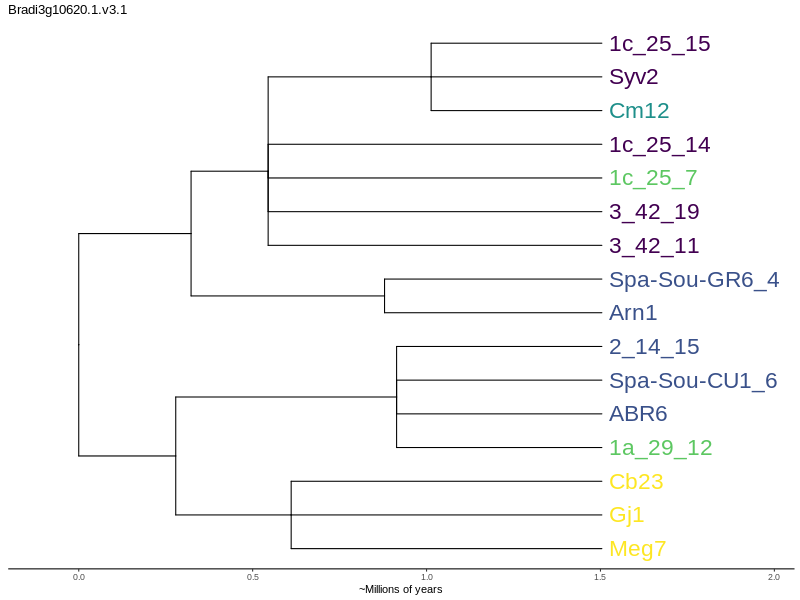 Bradi3g10620.1.v3.1
1c_25_15
Syv2
Cm12
1c_25_14
1c_25_7
3_42_19
3_42_11
Spa-Sou-GR6_4
Arn1
2_14_15
Spa-Sou-CU1_6
ABR6
1a_29_12
Cb23
Gj1
Meg7
0.0 0.5 1.0 1.5 2.0
~Millions of years